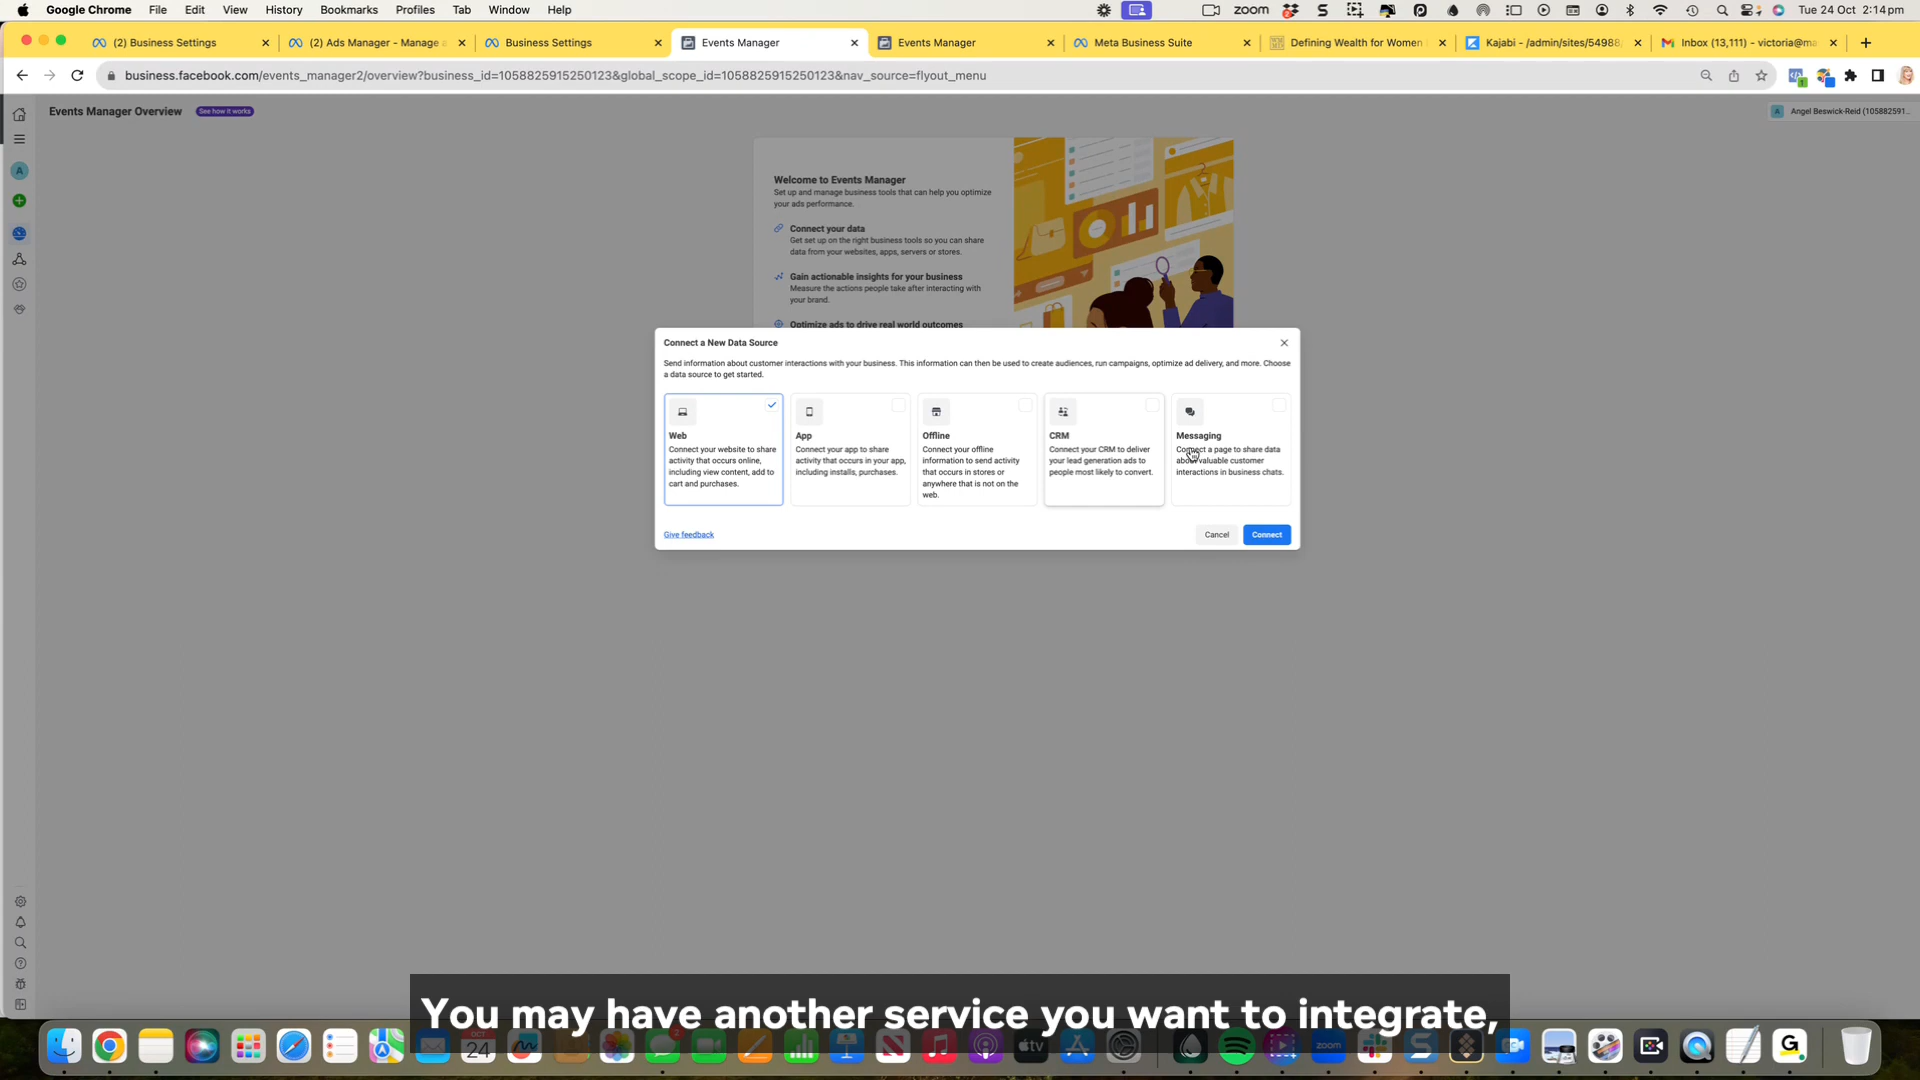 Google Chrome File Edit View History Bookmarks Profiles Tab Window Help zoom Tue 24 Oct 2:14pm
(2) Business Settings (2) Ads Manager - Manage Business Settings Events Manager Events Manager Meta Business Suite Defining Wealth for Women Kajabi - /admin/sites/54988 Inbox (13,111) - victoria@ma
business.facebook.com/events_manager2/overview?business_id=1058825915250123&global_scope_id=1058825915250123&nav_source=flyout_menu
Events Manager Overview See how it works A Angel Beswick-Reid (105882591...
A
Welcome to Events Manager
Set up and manage business tools that can help you optimize
your ads performance.
Connect your data
Get set up on the right business tools so you can share
data from your websites, apps, servers or stores.
Gain actionable insights for your business
Measure the actions people take after interacting with
your brand.
Optimize ads to drive real world outcomes
Connect a New Data Source
Send information about customer interactions with your business. This information can then be used to create audiences, run campaigns, optimize ad delivery, and more. Choose
a data source to get started.
Web
Connect your website to share
activity that occurs online,
including view content, add to
cart and purchases.
App
Connect your app to share
activity that occurs in your app,
including installs, purchases.
Offline
Connect your offline
information to send activity
that occurs in stores or
anywhere that is not on the
web.
CRM
Connect your CRM to deliver
your lead generation ads to
people most likely to convert.
Messaging
Connect a page to share data
about valuable customer
interactions in business chats.
Give feedback Cancel Connect
You may have another service you want to integrate,
OCT
24
2
tv
zoom
G